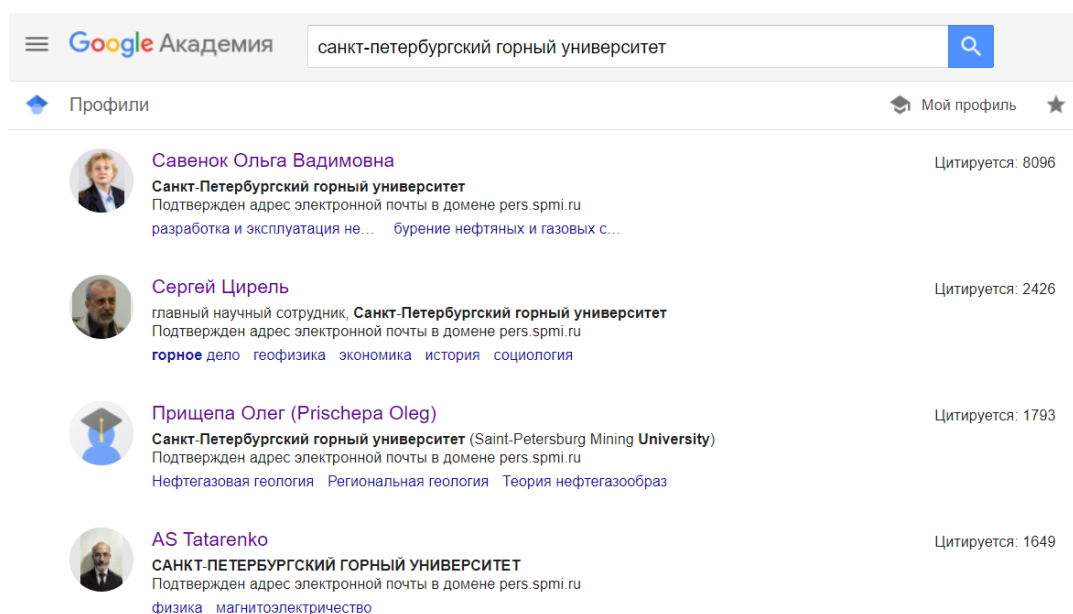 Google Академия
санкт-петербургский горный университет
Профили
Мой профиль
Савенок Ольга Вадимовна
Цитируется: 8096
Санкт-Петербургский горный университет
Подтвержден адрес электронной почты в домене pers.spmi.ru
разработка и эксплуатация не… бурение нефтяных и газовых с…
Сергей Цирель
Цитируется: 2426
главный научный сотрудник, Санкт-Петербургский горный университет
Подтвержден адрес электронной почты в домене pers.spmi.ru
горное дело геофизика экономика история социология
Прищепа Олег (Prischepa Oleg)
Цитируется: 1793
Санкт-Петербургский горный университет (Saint-Petersburg Mining University)
Подтвержден адрес электронной почты в домене pers.spmi.ru
Нефтегазовая геология Региональная геология Теория нефтегазообраз
AS Tatarenko
Цитируется: 1649
САНКТ-ПЕТЕРБУРГСКИЙ ГОРНЫЙ УНИВЕРСИТЕТ
Подтвержден адрес электронной почты в домене pers.spmi.ru
физика магнитоэлектричество